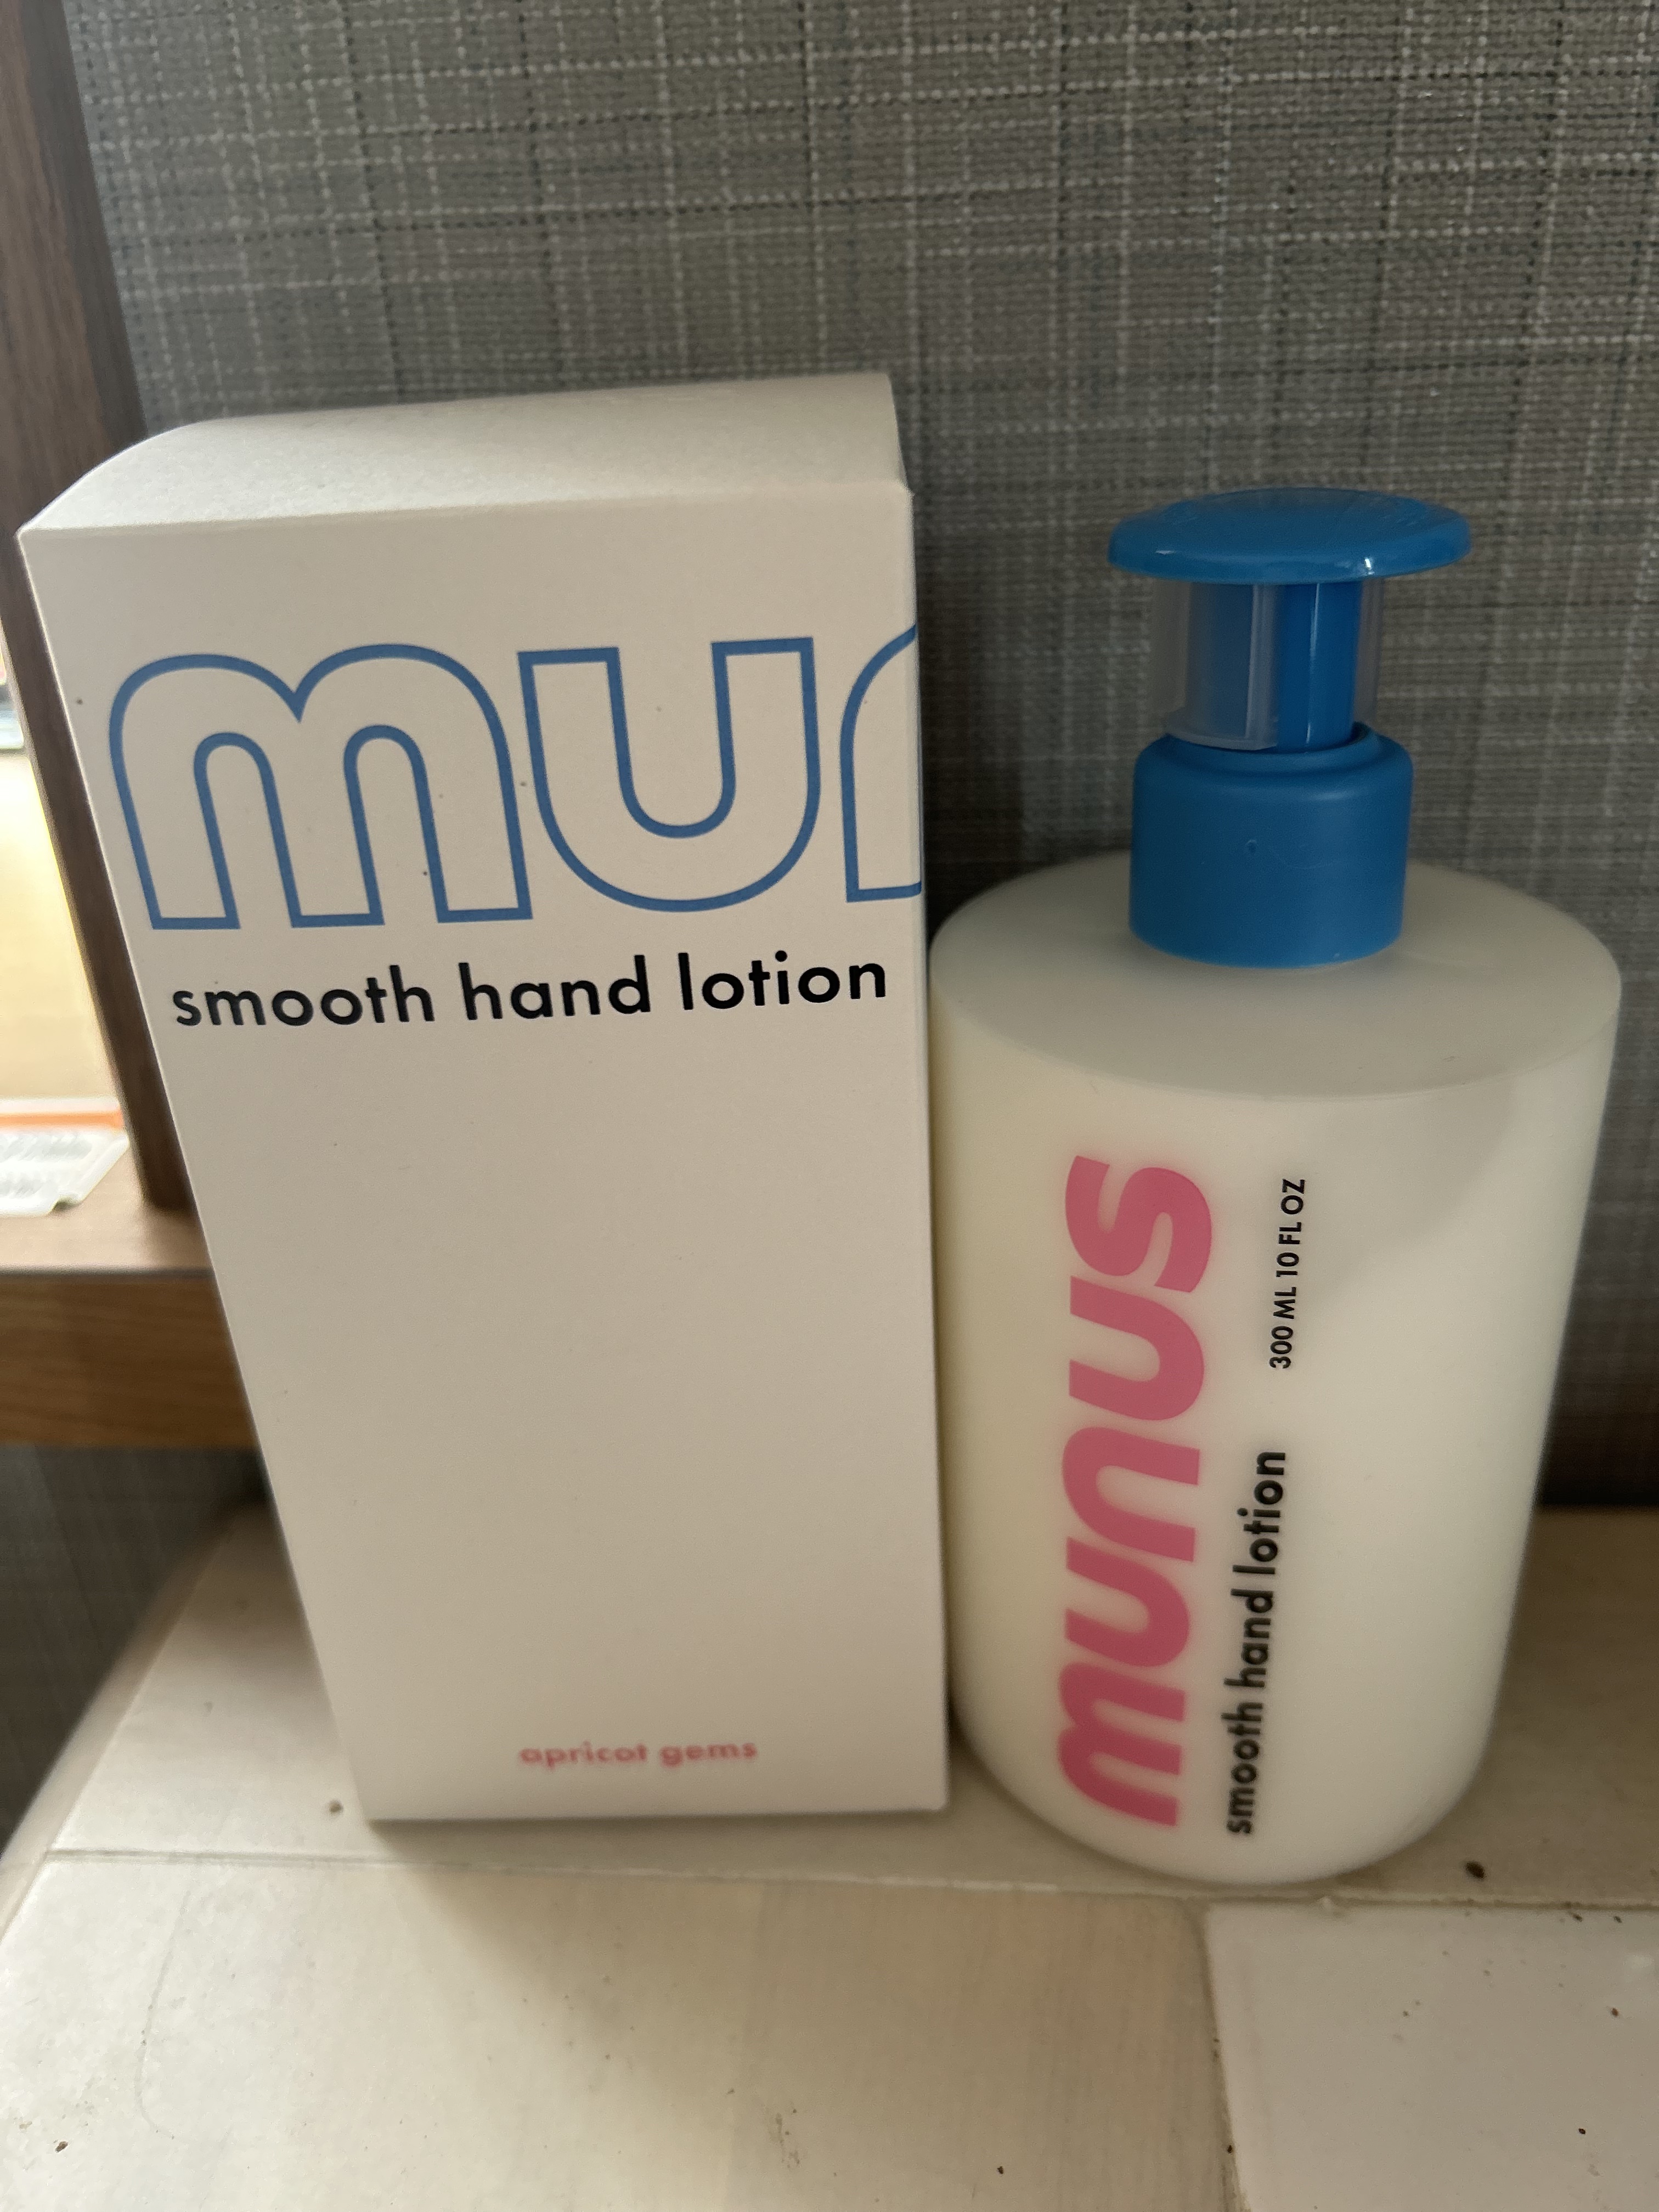 mun
smooth hand lotion
apricot gems
munus
smooth hand lotion 300 ML 10 FL OZ